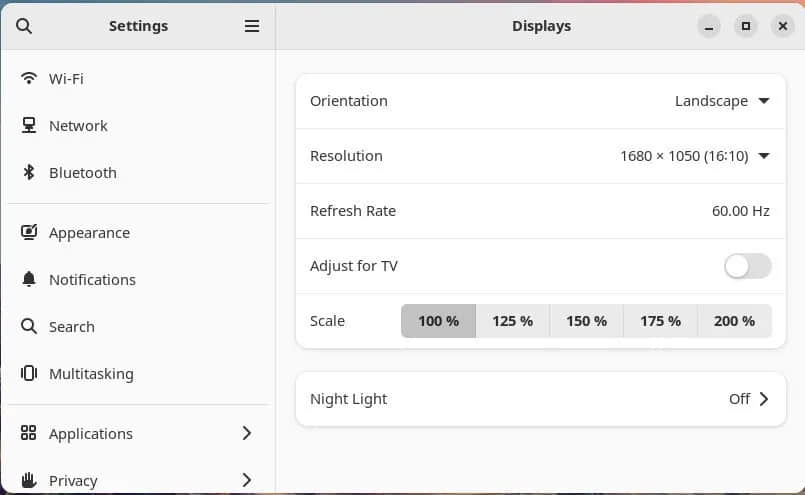 Settings
Displays
Wi-Fi
Network
Bluetooth
Appearance
Notifications
Search
Multitasking
Applications
Privacy
Orientation Landscape
Resolution 1680 × 1050 (16:10)
Refresh Rate 60.00 Hz
Adjust for TV
Scale 100 % 125 % 150 % 175 % 200 %
Night Light Off